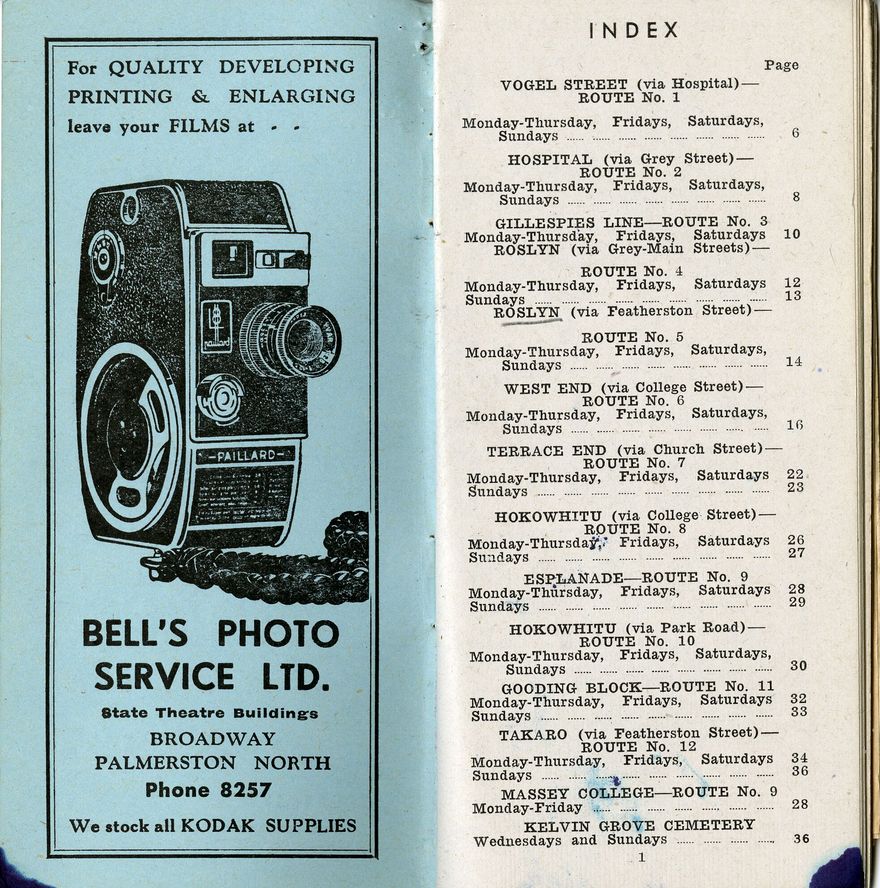 For QUALITY DEVELOPING
PRINTING & ENLARGING
leave your FILMS at - -
paillard
PAILLARD
BELL'S PHOTO
SERVICE LTD.
State Theatre Buildings
BROADWAY
PALMERSTON NORTH
Phone 8257
We stock all KODAK SUPPLIES
INDEX
Page
VOGEL STREET (via Hospital)—
ROUTE No. 1
Monday-Thursday, Fridays, Saturdays,
Sundays ...... ...... ...... ...... ...... ...... 6
HOSPITAL (via Grey Street)—
ROUTE No. 2
Monday-Thursday, Fridays, Saturdays,
Sundays ...... ...... ...... ...... ...... ...... 8
GILLESPIES LINE—ROUTE No. 3
Monday-Thursday, Fridays, Saturdays 10
ROSLYN (via Grey-Main Streets)—
ROUTE No. 4
Monday-Thursday, Fridays, Saturdays 12
Sundays ...... ...... ...... ...... ...... ...... ...... 13
ROSLYN (via Featherston Street)—
ROUTE No. 5
Monday-Thursday, Fridays, Saturdays,
Sundays ...... ...... ...... ...... ...... ...... 14
WEST END (via College Street)—
ROUTE No. 6
Monday-Thursday, Fridays, Saturdays,
Sundays ...... ...... ...... ...... ...... ...... 16
TERRACE END (via Church Street)—
ROUTE No. 7
Monday-Thursday, Fridays, Saturdays 22
Sundays ...... ...... ...... ...... ...... ...... ...... 23
HOKOWHITU (via College Street)—
ROUTE No. 8
Monday-Thursday, Fridays, Saturdays 26
Sundays ...... ...... ...... ...... ...... ...... ...... 27
ESPLANADE—ROUTE No. 9
Monday-Thursday, Fridays, Saturdays 28
Sundays ...... ...... ...... ...... ...... ...... ...... 29
HOKOWHITU (via Park Road)—
ROUTE No. 10
Monday-Thursday, Fridays, Saturdays,
Sundays ...... ...... ...... ...... ...... ...... 30
GOODING BLOCK—ROUTE No. 11
Monday-Thursday, Fridays, Saturdays 32
Sundays ...... ...... ...... ...... ...... ...... ...... 33
TAKARO (via Featherston Street)—
ROUTE No. 12
Monday-Thursday, Fridays, Saturdays 34
Sundays ...... ...... ...... ...... ...... ...... ...... 36
MASSEY COLLEGE—ROUTE No. 9
Monday-Friday ...... ...... ...... ...... ...... 28
KELVIN GROVE CEMETERY
Wednesdays and Sundays ...... ...... ...... ...... 36
1